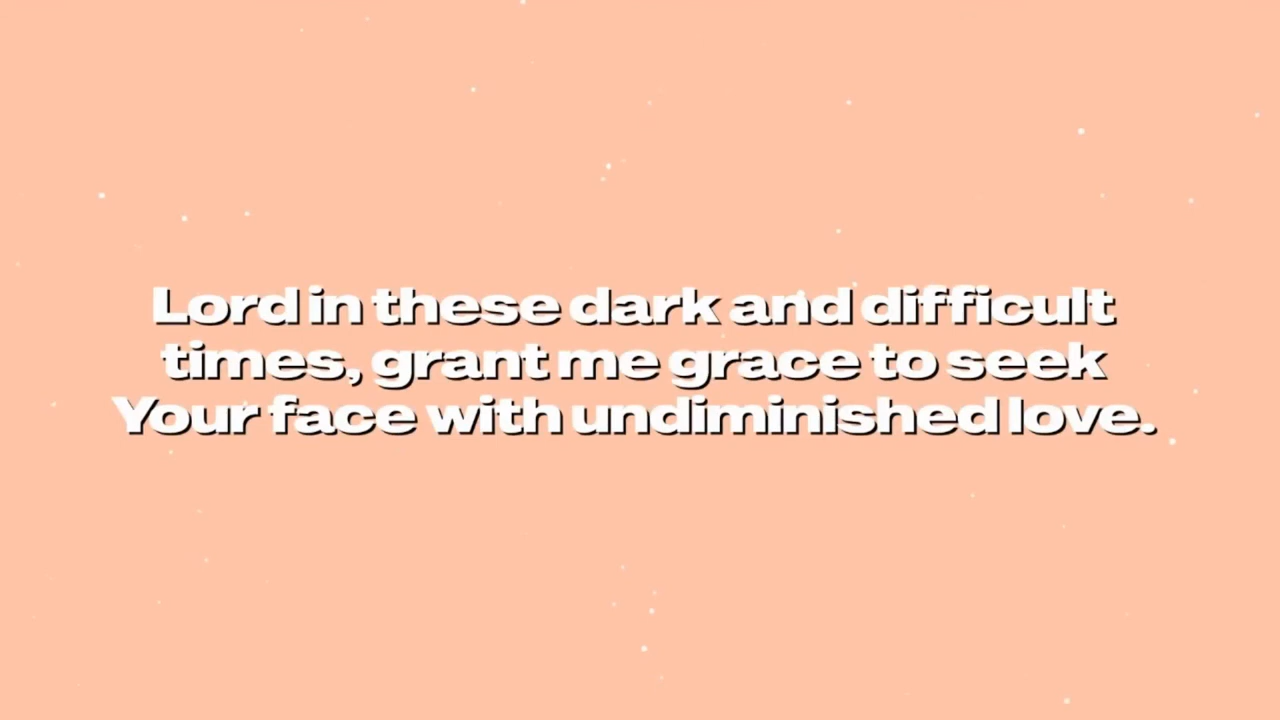 Lord in these dark and difficult
times, grant me grace to seek
Your face with undiminished love.